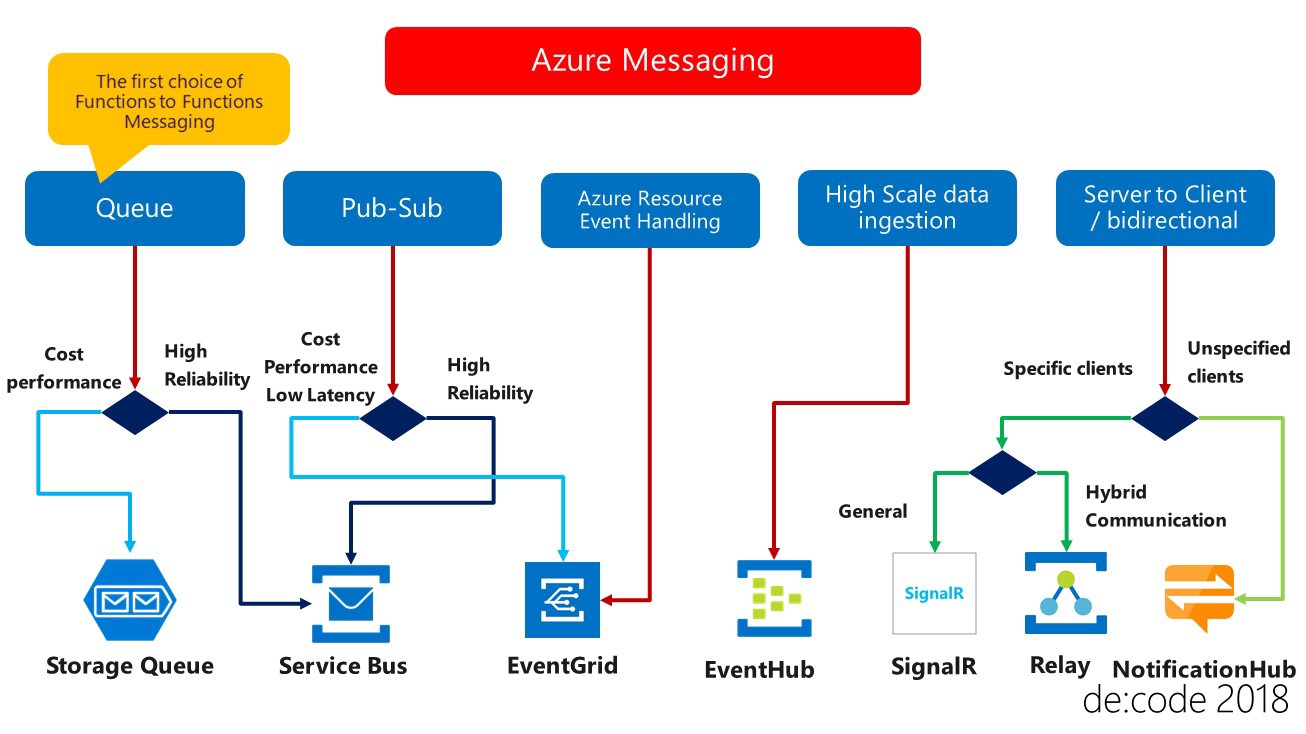 Azure Messaging
The first choice of
Functions to Functions
Messaging
Queue
Pub-Sub
Azure Resource
Event Handling
High Scale data
ingestion
Server to Client
/ bidirectional
Cost
performance
High
Reliability
Cost
Performance
Low Latency
High
Reliability
Specific clients
Unspecified
clients
General
Hybrid
Communication
SignalR
Storage Queue
Service Bus
EventGrid
EventHub
SignalR
Relay
NotificationHub
de:code 2018